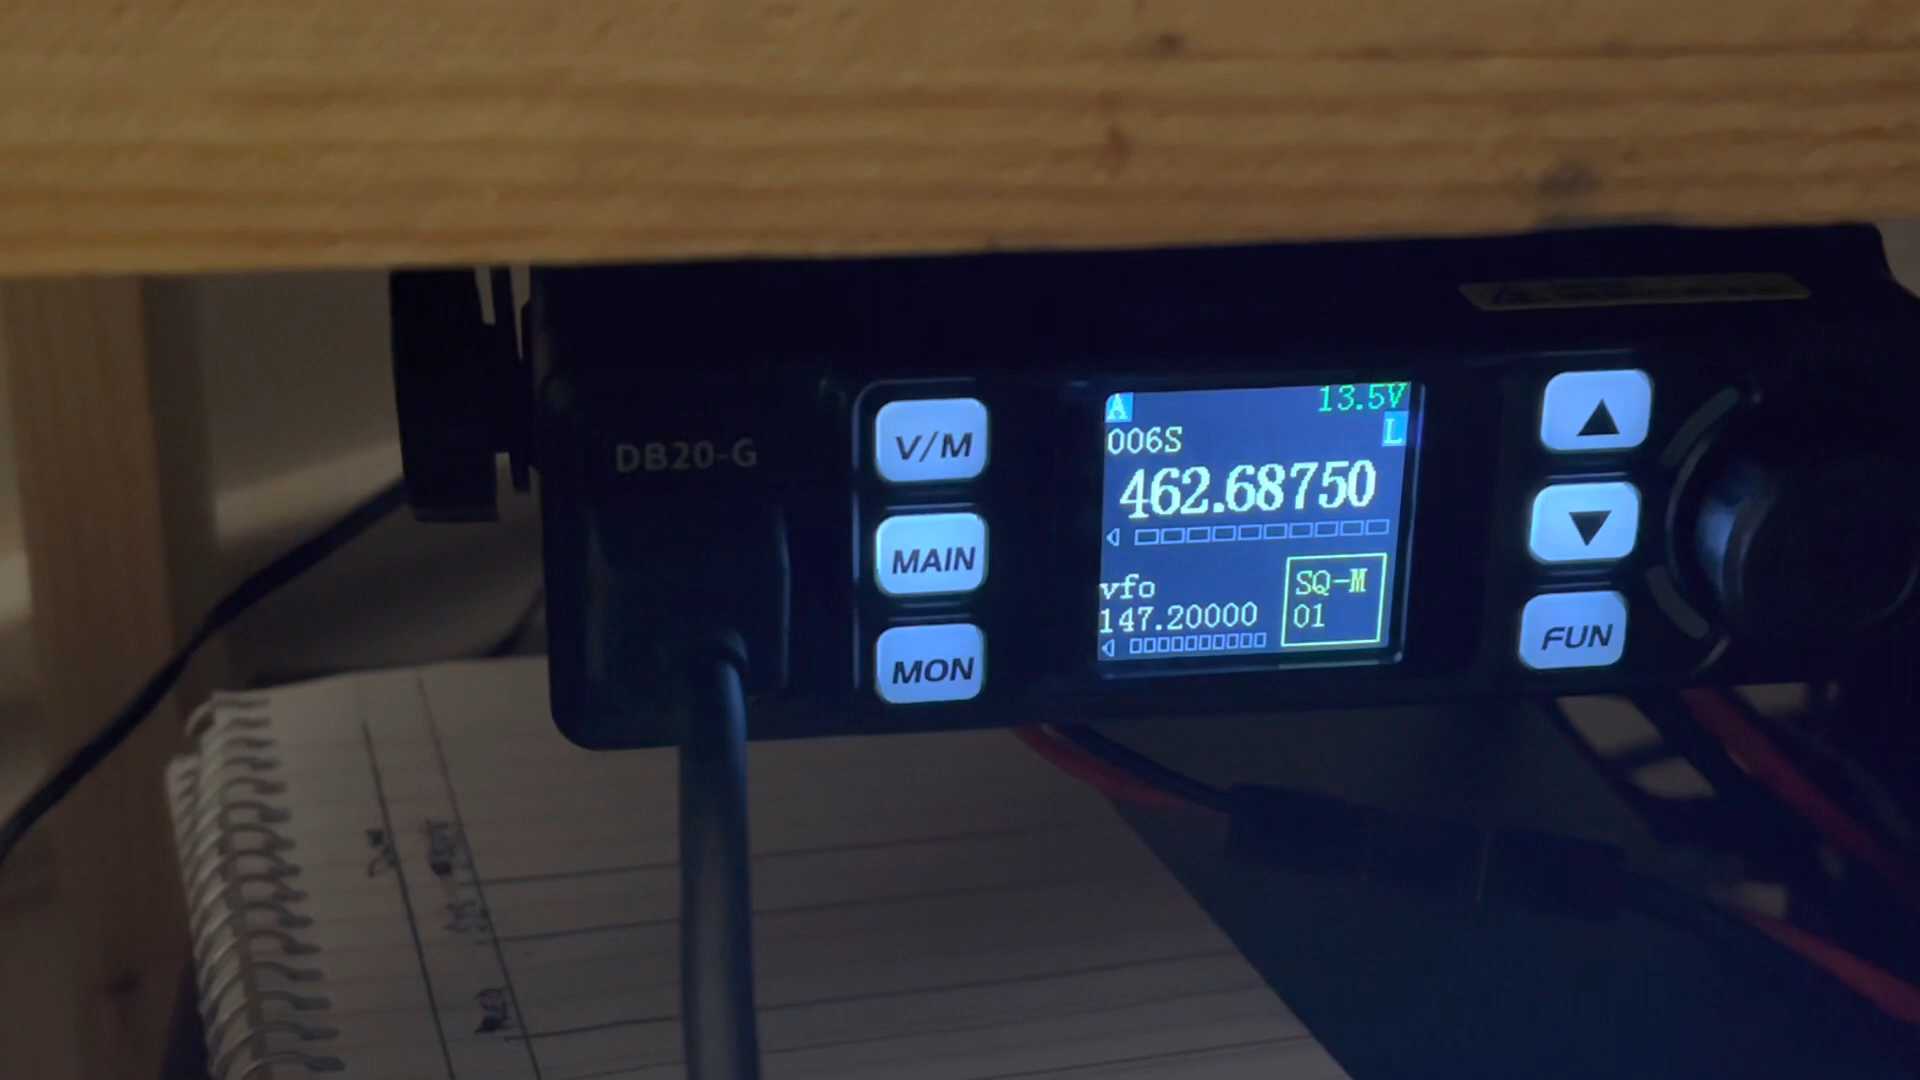 DB20-G
V/M
MAIN
MON
A
13.5V
L
006S
462.68750
vfo
147.20000
SQ-M
01
▲
▼
FUN